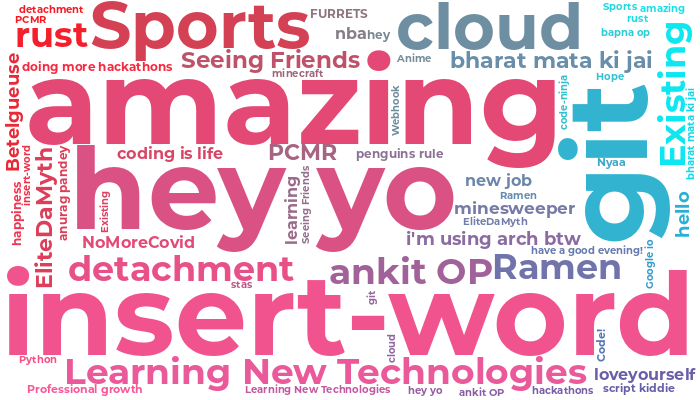 detachment
PCMR
rust
Sports
FURRETS
nba
hey
cloud
Sports
amazing
rust
bapna op
doing more hackathons
Seeing Friends
minecraft
Anime
bharat mata ki jai
Existing
Betelgueuse
amazing
Webhook
code-ninja
Hope
git
bharat mata ki jai
happiness
insert-word
EliteDaMyth
anurag pandey
coding is life
PCMR
penguins rule
Nyaa
hey yo
Existing
learning
Seeing Friends
new job
Ramen
minesweeper
EliteDaMyth
hello
NoMoreCovid
i'm using arch btw
have a good evening!
Google io
detachment
stas
ankit OP
Ramen
insert-word
git
cloud
Code!
Python
Learning New Technologies
loveyourself
Professional growth
Learning New Technologies
hey yo
ankit OP
hackathons
script kiddie